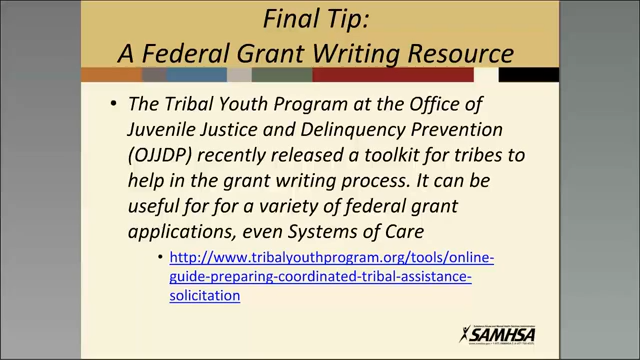 Final Tip:
A Federal Grant Writing Resource
• The Tribal Youth Program at the Office of
Juvenile Justice and Delinquency Prevention
(OJJDP) recently released a toolkit for tribes to
help in the grant writing process. It can be
useful for for a variety of federal grant
applications, even Systems of Care
• http://www.tribalyouthprogram.org/tools/online-
guide-preparing-coordinated-tribal-assistance-
solicitation
SAMHSA